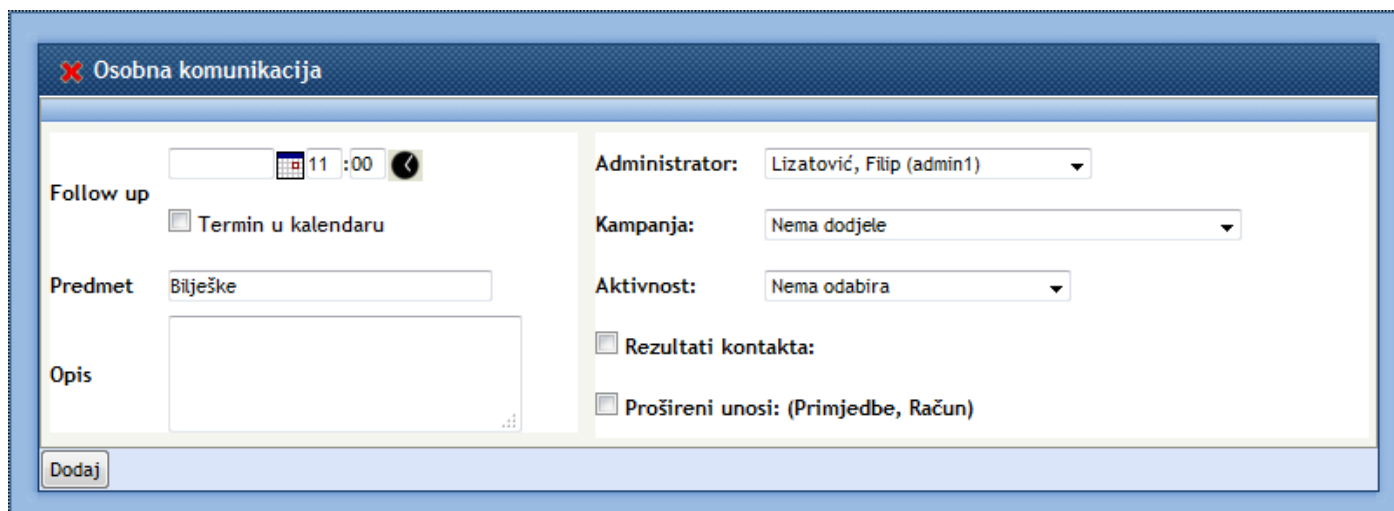 Osobna komunikacija
Follow up
11 :00
Termin u kalendaru
Predmet
Bilješke
Opis
Administrator:
Lizatović, Filip (admin1)
Kampanja:
Nema dodjele
Aktivnost:
Nema odabira
Rezultati kontakta:
Prošireni unosi: (Primjedbe, Račun)
Dodaj